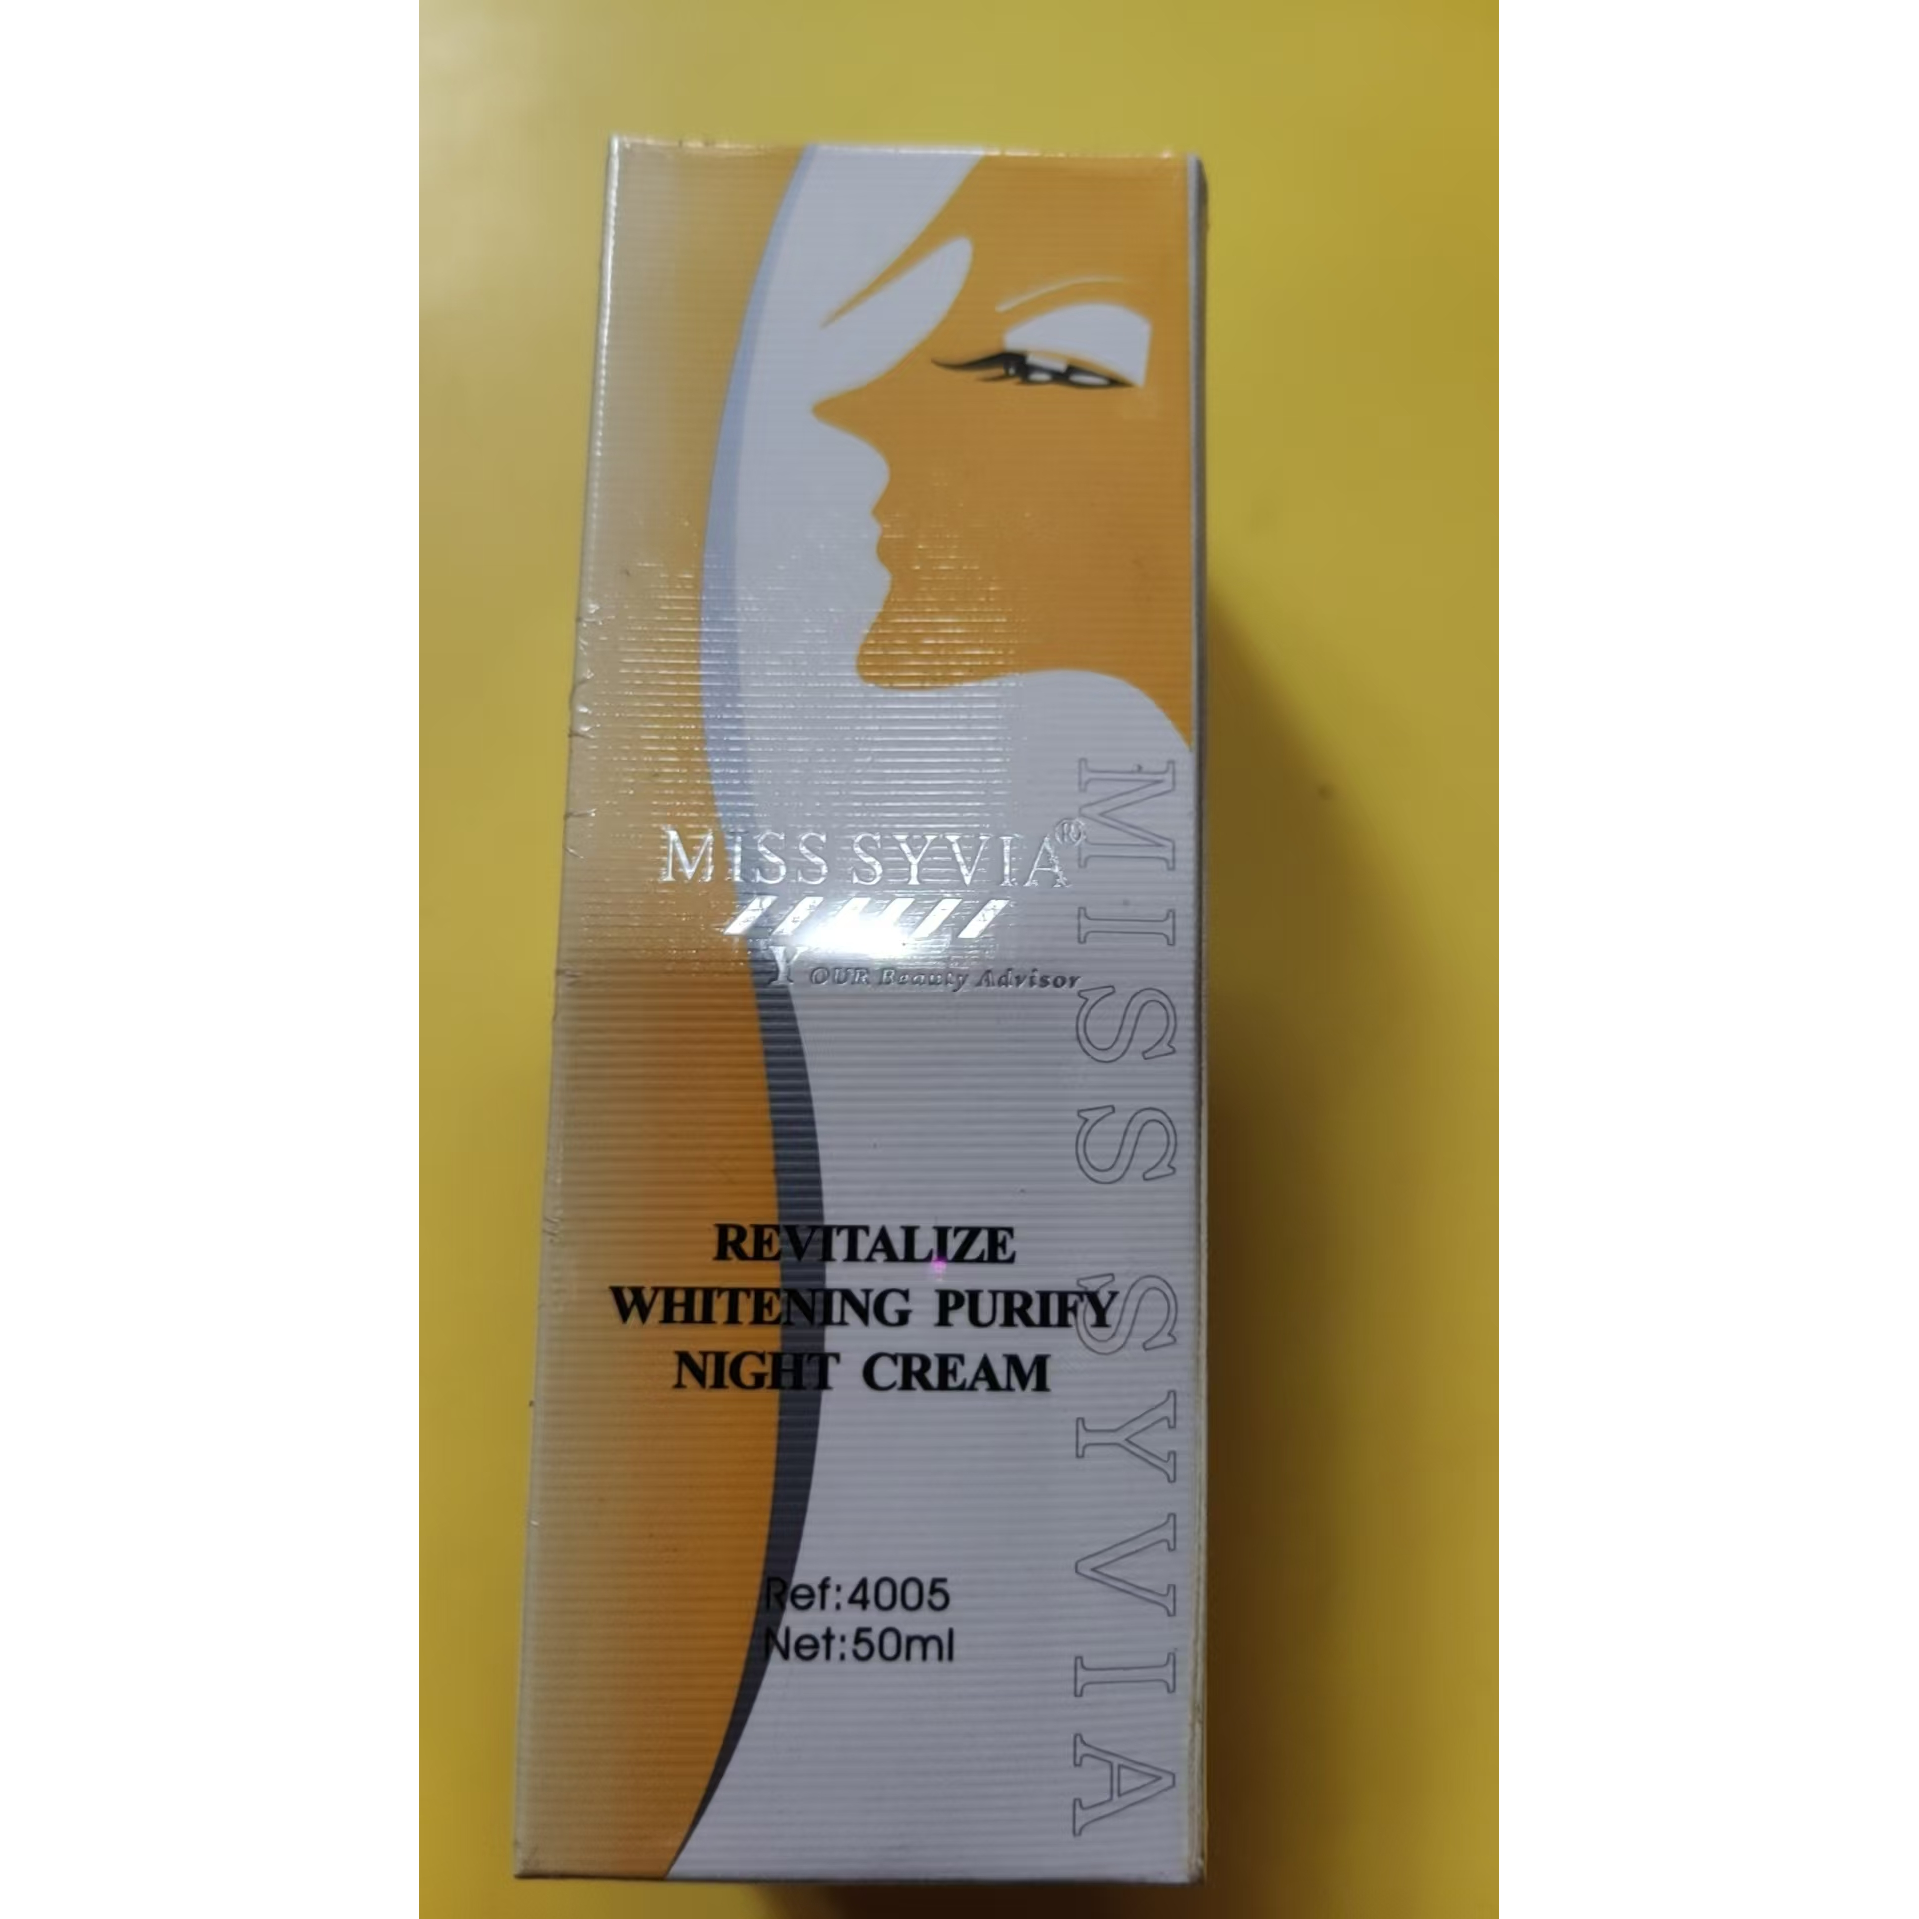 MISS SYVIA®
YOUR Beauty Advisor
MISS SYVIA
REVITALIZE
WHITENING PURIFY
NIGHT CREAM
Ref:4005
Net:50ml